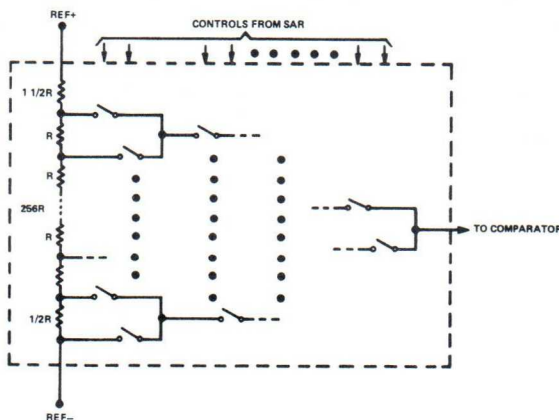 REF+
CONTROLS FROM SAR
1 1/2R
R
R
256R
R
TO COMPARATOR
1/2R
REF–